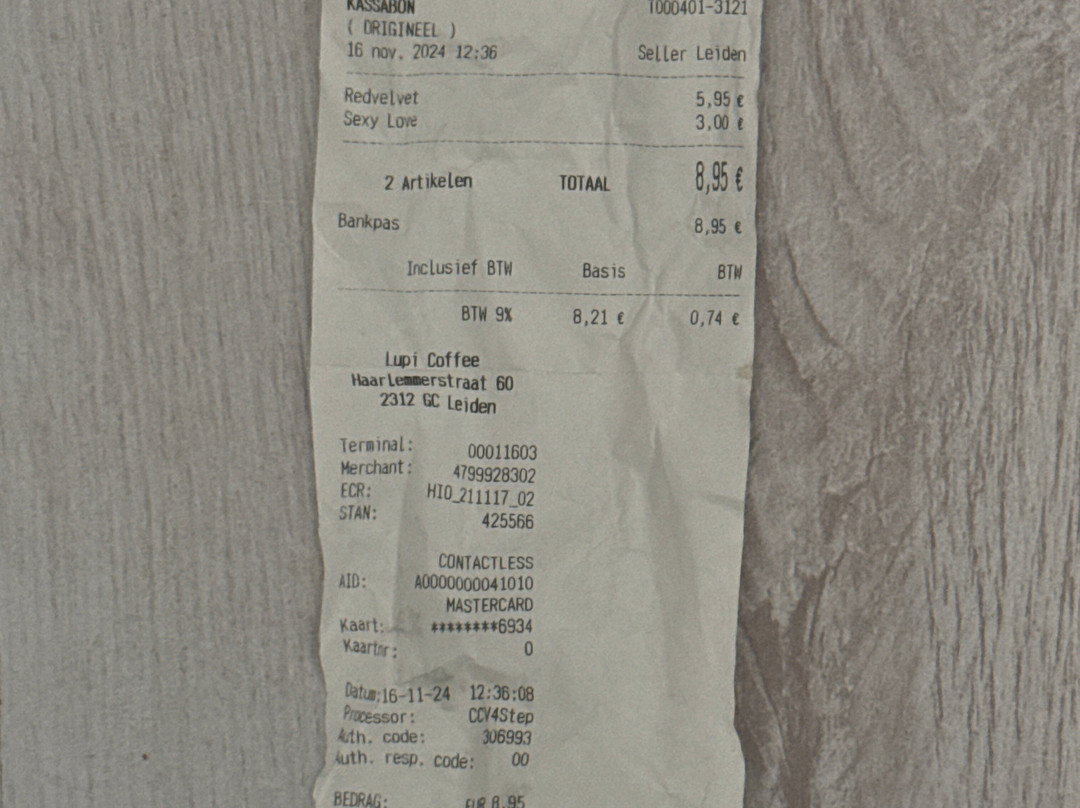 KASSABON T000401-3121
( ORIGINEEL )
16 nov. 2024 12:36 Seller Leiden
Redvelvet 5,95 €
Sexy Love 3,00 €
2 Artikelen TOTAAL 8,95 €
Bankpas 8,95 €
Inclusief BTW Basis BTW
BTW 9% 8,21 € 0,74 €
Lupi Coffee
Haarlemmerstraat 60
2312 GC Leiden
Terminal: 00011603
Merchant: 4799928302
ECR: HIO_211117_02
STAN: 425566
CONTACTLESS
AID: A0000000041010
MASTERCARD
Kaart: ********6934
Kaartnr: 0
Datum:16-11-24 12:36:08
Processor: CCV4Step
Auth. code: 306993
Auth. resp. code: 00
BEDRAG: EUR 8,95